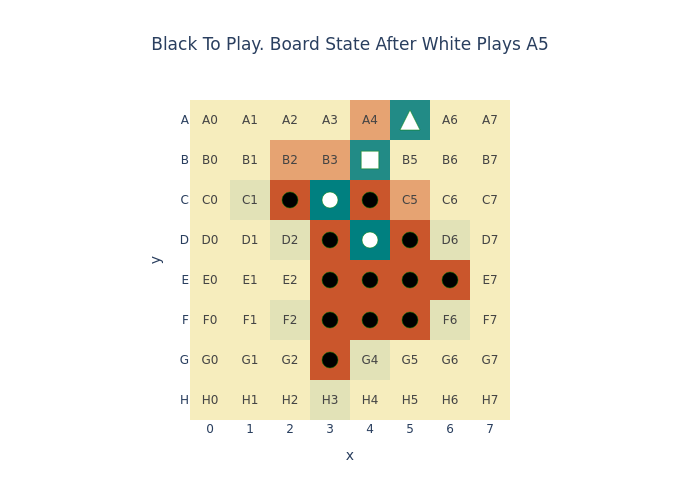 Black To Play. Board State After White Plays A5
A A0 A1 A2 A3 A4 A6 A7
B B0 B1 B2 B3 B5 B6 B7
C C0 C1 C5 C6 C7
D D0 D1 D2 D6 D7
y
E E0 E1 E2 E7
F F0 F1 F2 F6 F7
G G0 G1 G2 G4 G5 G6 G7
H H0 H1 H2 H3 H4 H5 H6 H7
0 1 2 3 4 5 6 7
x